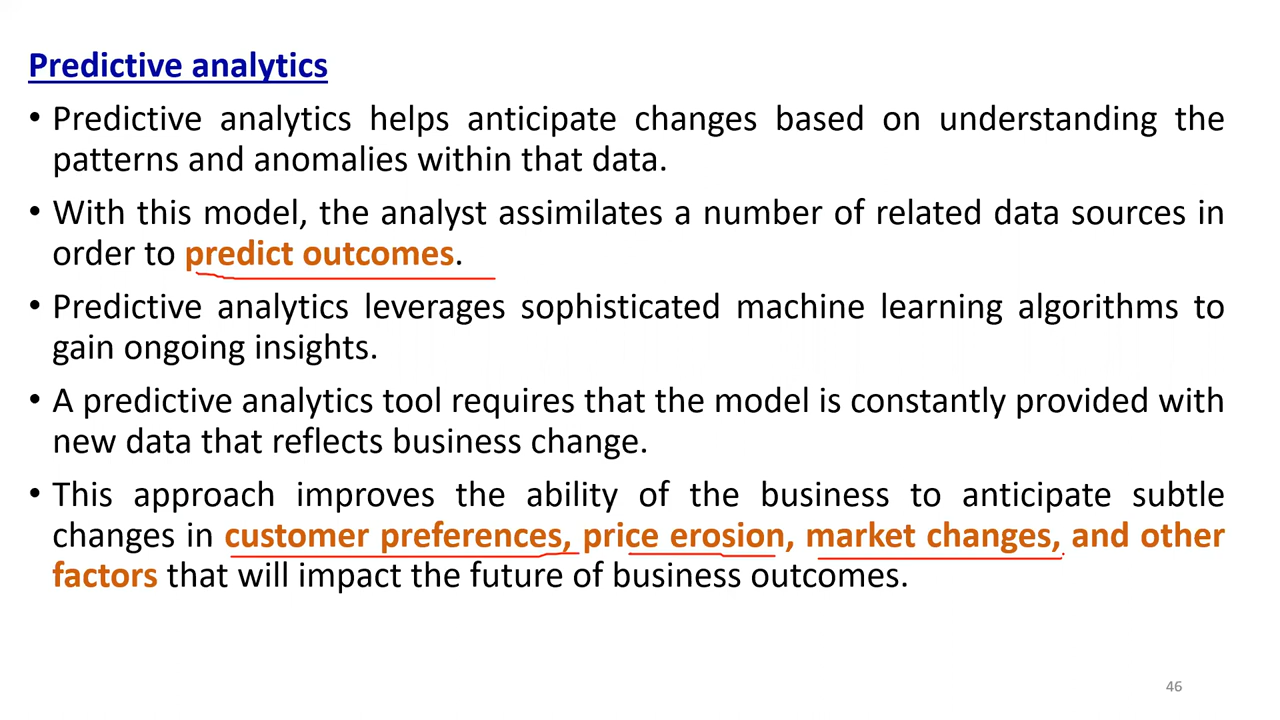 Predictive analytics
• Predictive analytics helps anticipate changes based on understanding the
patterns and anomalies within that data.
• With this model, the analyst assimilates a number of related data sources in
order to predict outcomes.
• Predictive analytics leverages sophisticated machine learning algorithms to
gain ongoing insights.
• A predictive analytics tool requires that the model is constantly provided with
new data that reflects business change.
• This approach improves the ability of the business to anticipate subtle
changes in customer preferences, price erosion, market changes, and other
factors that will impact the future of business outcomes.
46